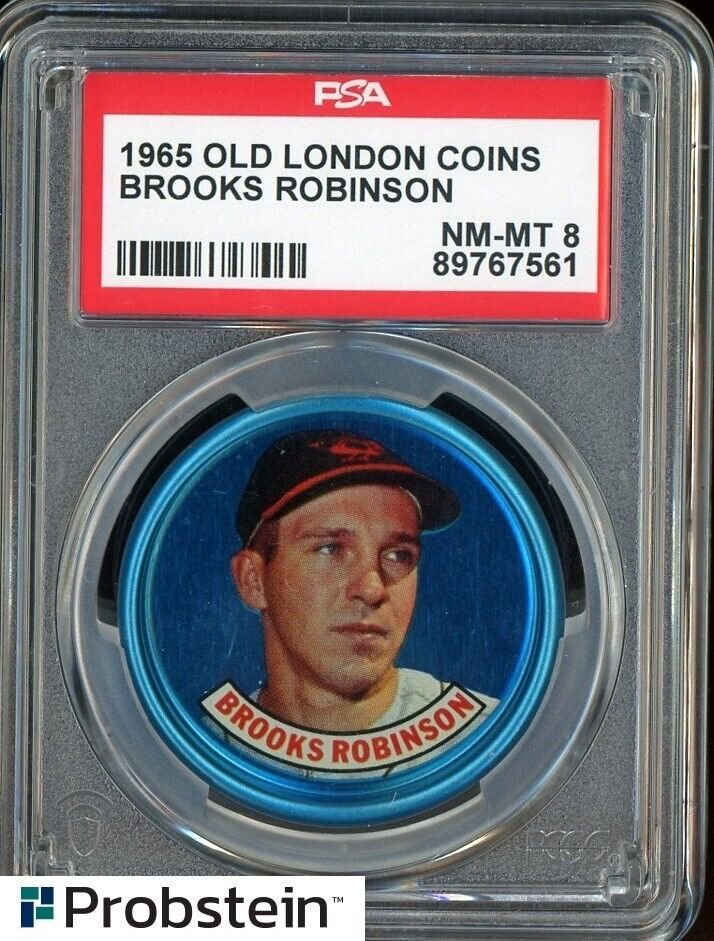 PSA
1965 OLD LONDON COINS
BROOKS ROBINSON
NM-MT 8
89767561
BROOKS ROBINSON
Probstein™